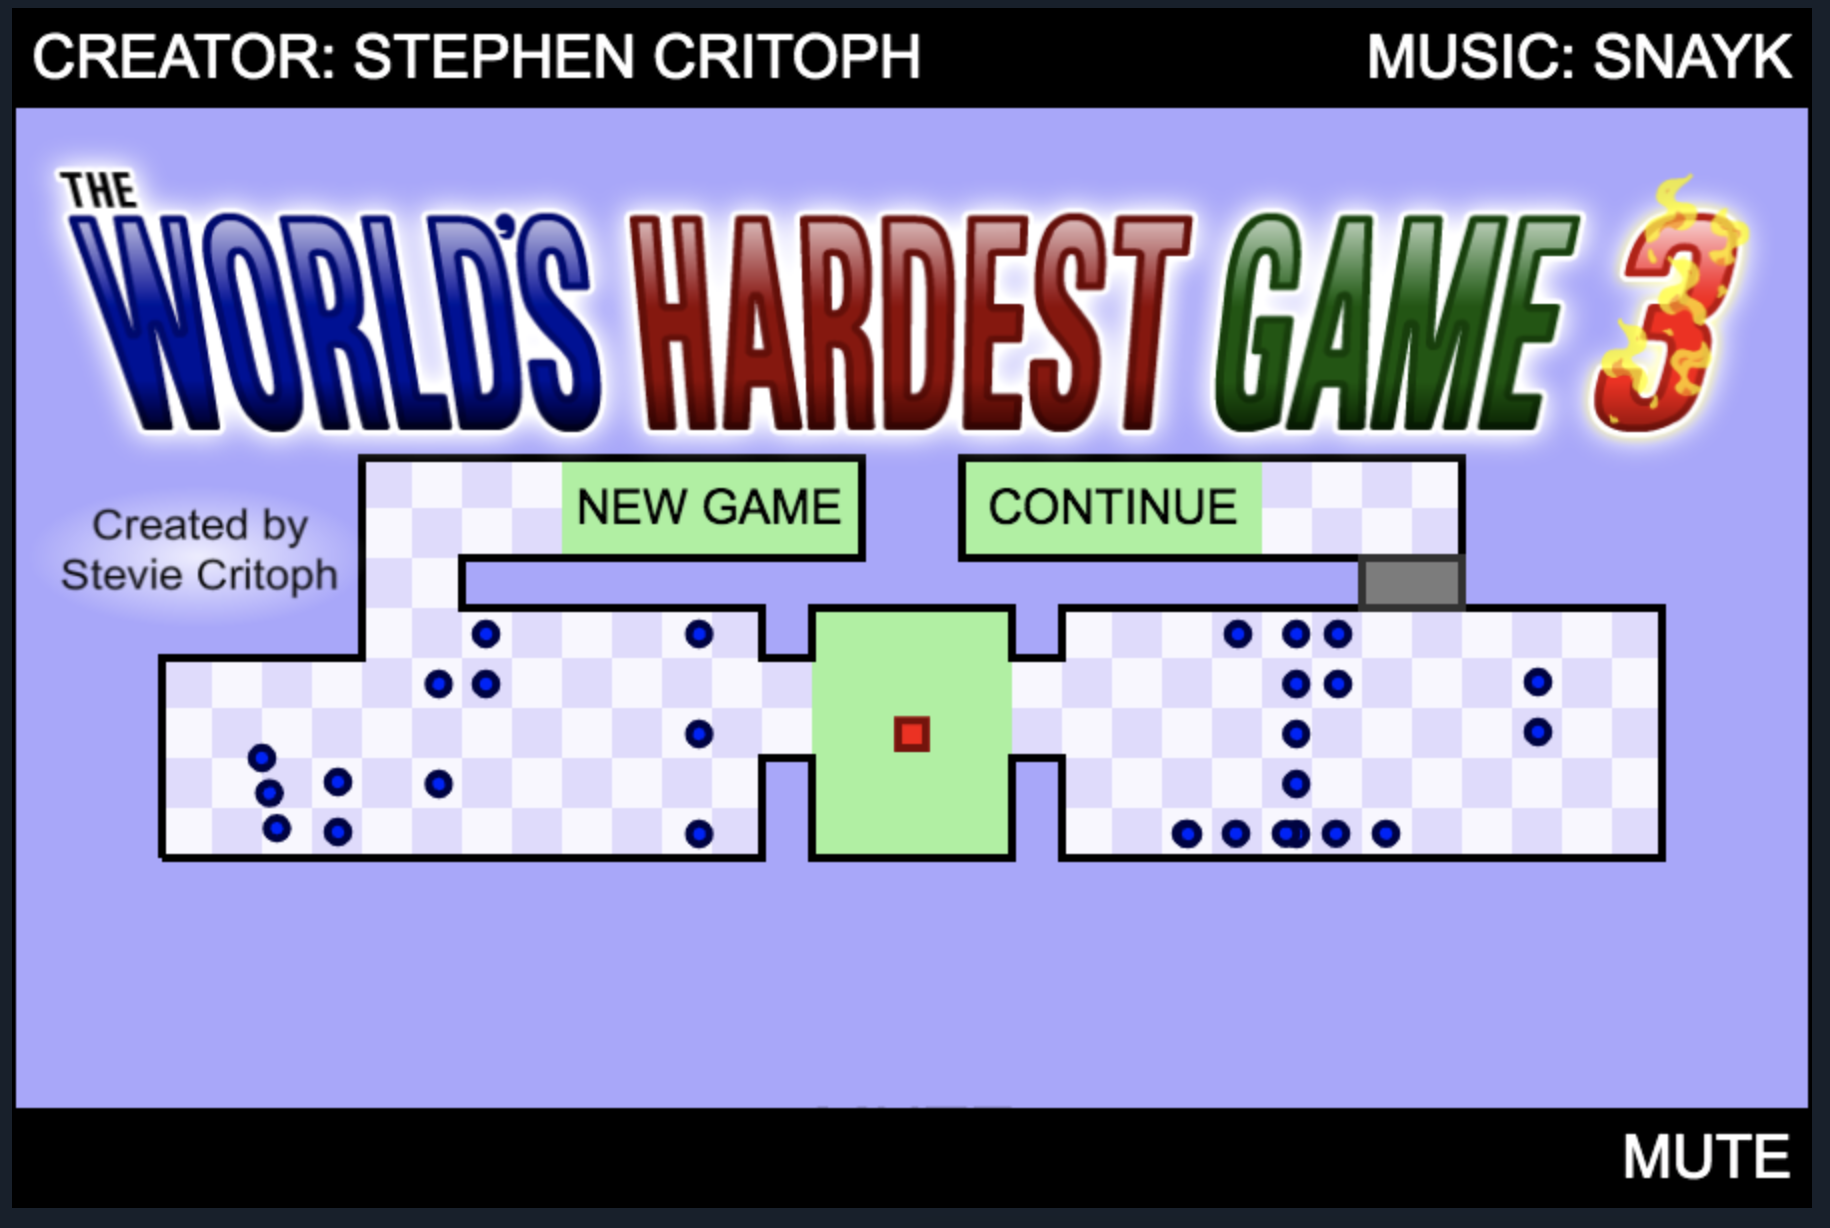 CREATOR: STEPHEN CRITOPH
MUSIC: SNAYK
THE
WORLD'S HARDEST GAME 3
Created by
Stevie Critoph
NEW GAME
CONTINUE
MUTE